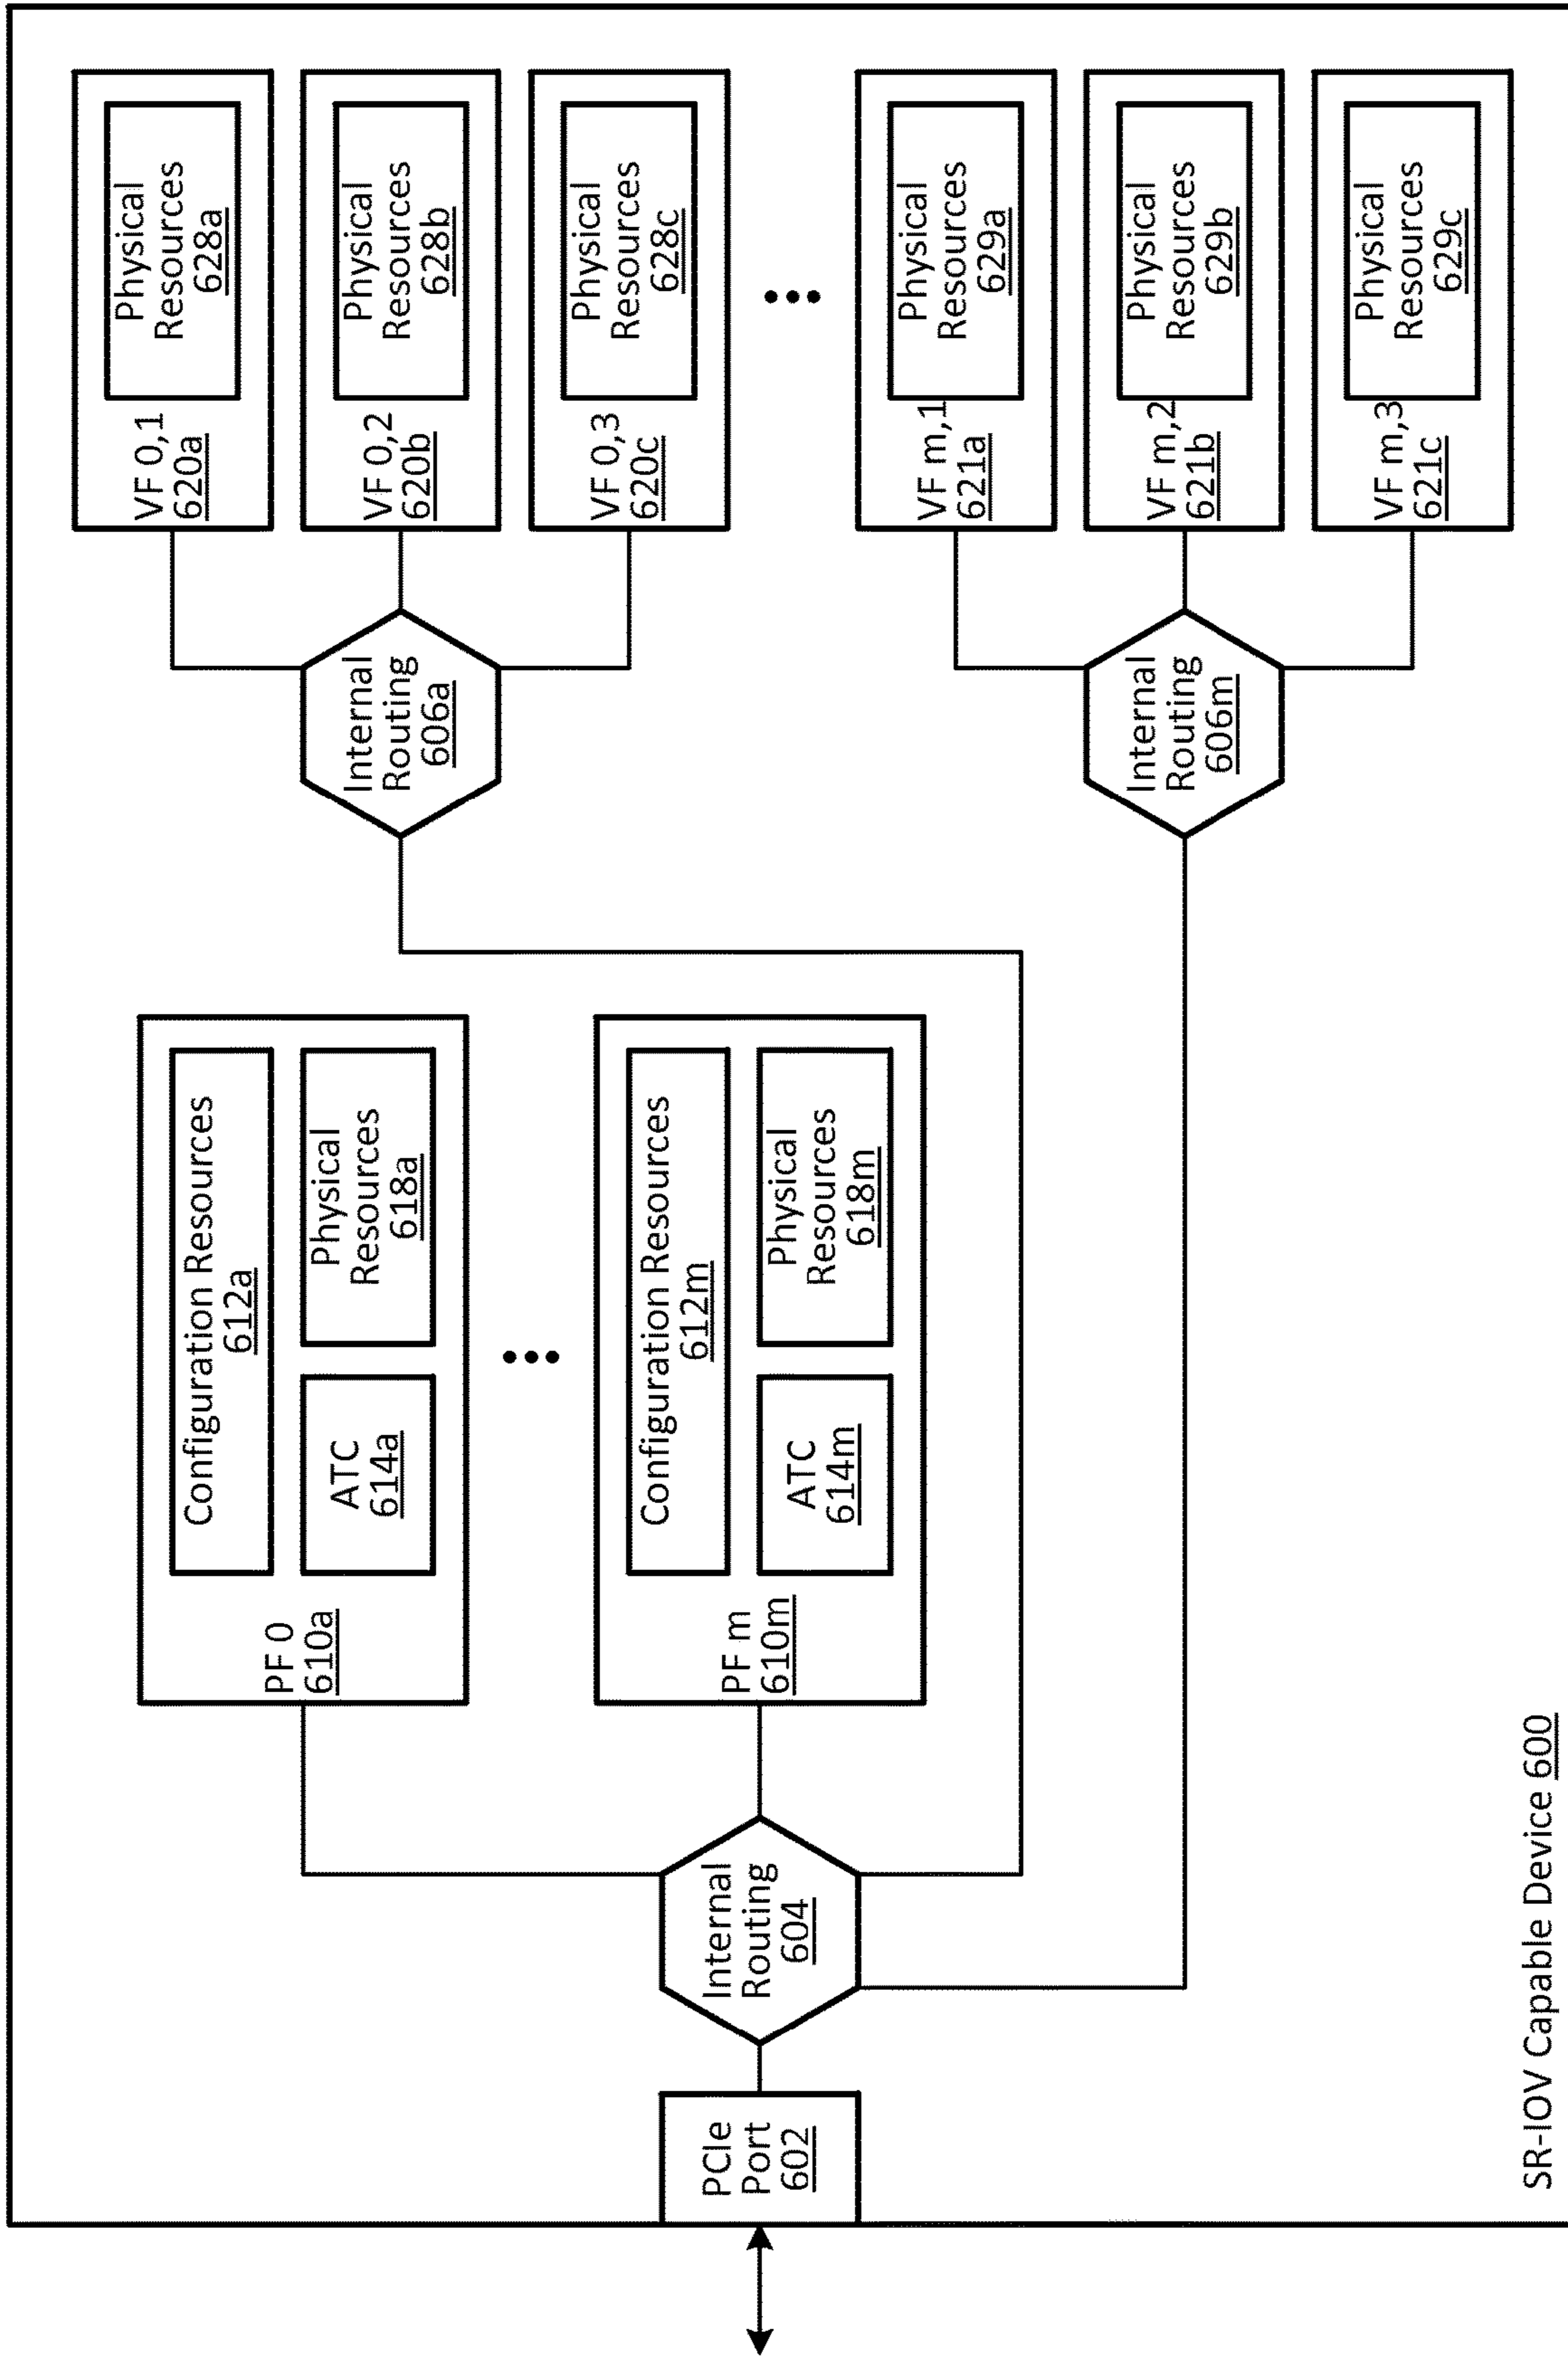 PCIe
Port
602
Internal
Routing
604
PF 0
610a
Configuration Resources
612a
ATC
614a
Physical
Resources
618a
PF m
610m
Configuration Resources
612m
ATC
614m
Physical
Resources
618m
Internal
Routing
606a
VF 0,1
620a
Physical
Resources
628a
VF 0,2
620b
Physical
Resources
628b
VF 0,3
620c
Physical
Resources
628c
Internal
Routing
606m
VF m,1
621a
Physical
Resources
629a
VF m,2
621b
Physical
Resources
629b
VF m,3
621c
Physical
Resources
629c
SR-IOV Capable Device 600